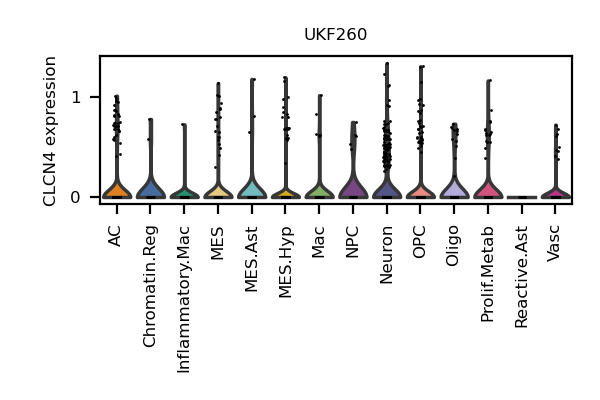 UKF260
CLCN4 expression
1
0
AC
Chromatin.Reg
Inflammatory.Mac
MES
MES.Ast
MES.Hyp
Mac
NPC
Neuron
OPC
Oligo
Prolif.Metab
Reactive.Ast
Vasc